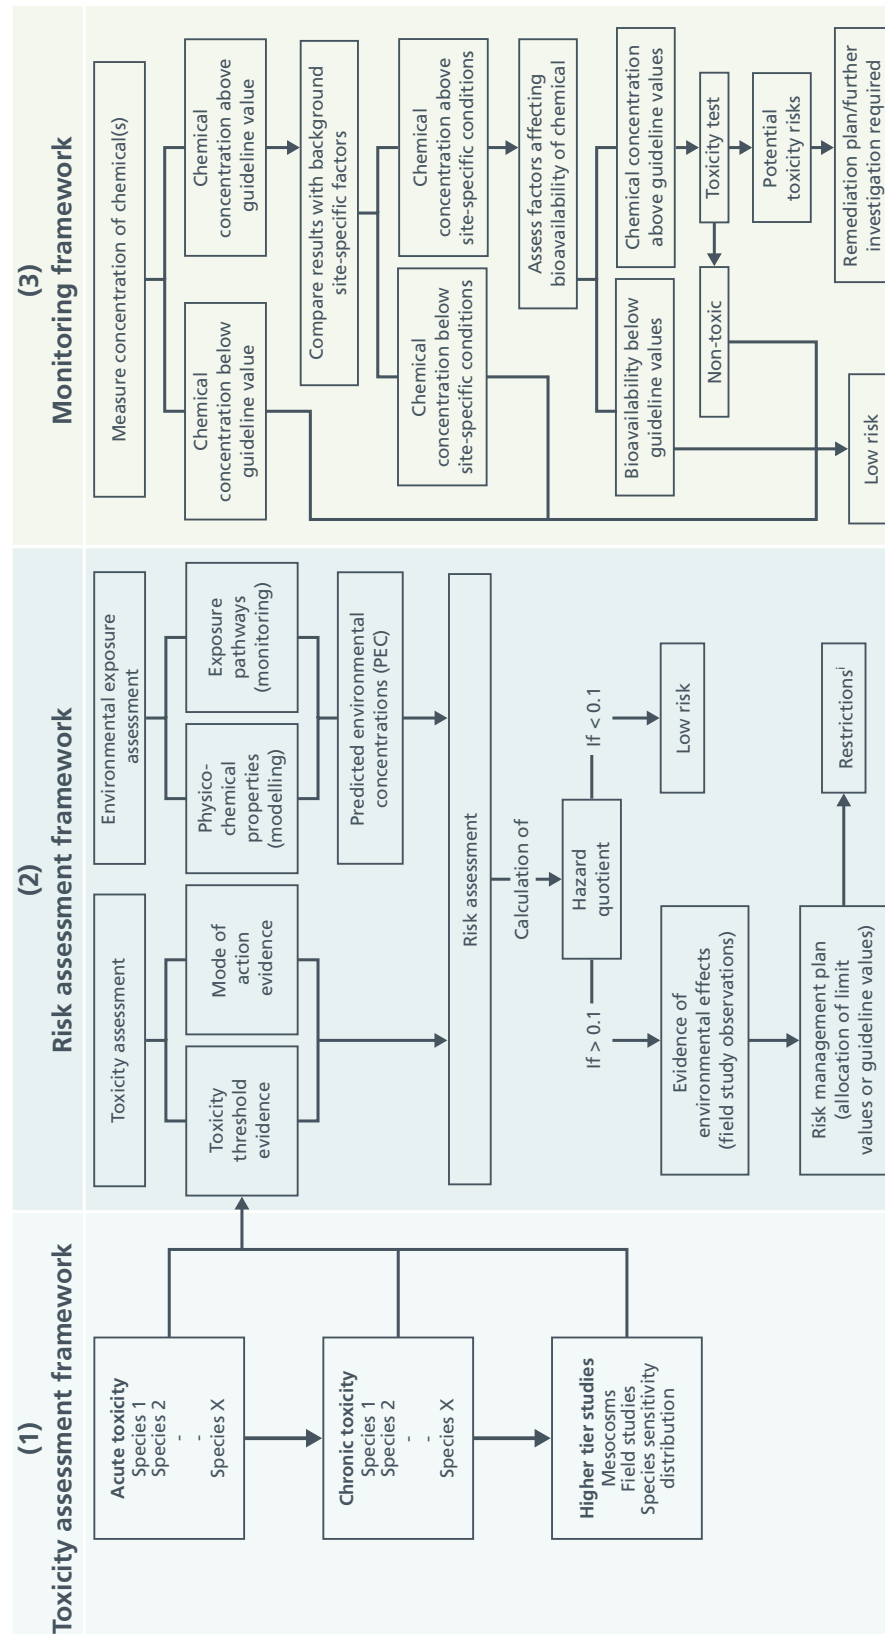 (1)
Toxicity assessment framework
Acute toxicity
Species 1
Species 2
-
-
Species X
Chronic toxicity
Species 1
Species 2
-
-
Species X
Higher tier studies
Mesocosms
Field studies
Species sensitivity
distribution
(2)
Risk assessment framework
Toxicity assessment
Environmental exposure
assessment
Toxicity
threshold
evidence
Mode of
action
evidence
Physico-
chemical
properties
(modelling)
Exposure
pathways
(monitoring)
Predicted environmental
concentrations (PEC)
Risk assessment
Calculation of
Hazard
quotient
If > 0.1
If < 0.1
Evidence of
environmental effects
(field study observations)
Low risk
Risk management plan
(allocation of limit
values or guideline values)
Restrictionsⁱ
(3)
Monitoring framework
Measure concentration of chemical(s)
Chemical
concentration below
guideline value
Chemical
concentration above
guideline value
Compare results with background
site-specific factors
Chemical
concentration below
site-specific conditions
Chemical
concentration above
site-specific conditions
Assess factors affecting
bioavailability of chemical
Bioavailability below
guideline values
Chemical concentration
above guideline values
Non-toxic
Toxicity test
Potential
toxicity risks
Low risk
Remediation plan/further
investigation required